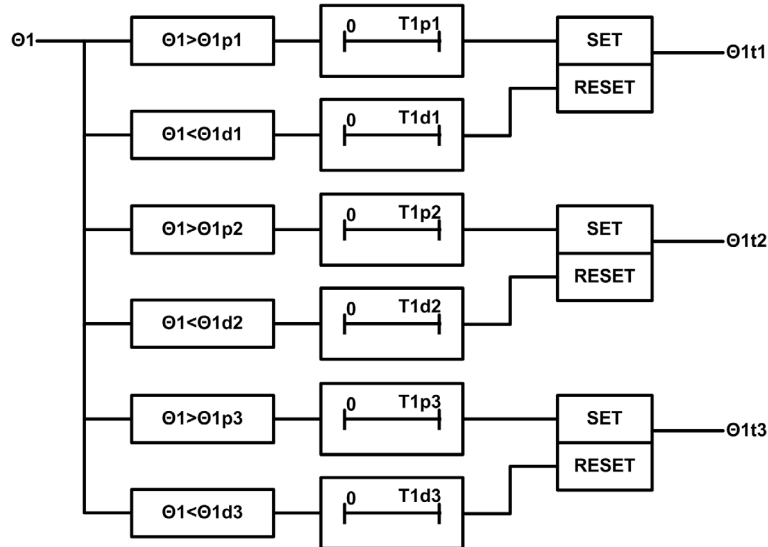 Θ1
Θ1>Θ1p1
0 T1p1
SET
Θ1t1
RESET
Θ1<Θ1d1
0 T1d1
Θ1>Θ1p2
0 T1p2
SET
Θ1t2
RESET
Θ1<Θ1d2
0 T1d2
Θ1>Θ1p3
0 T1p3
SET
Θ1t3
RESET
Θ1<Θ1d3
0 T1d3